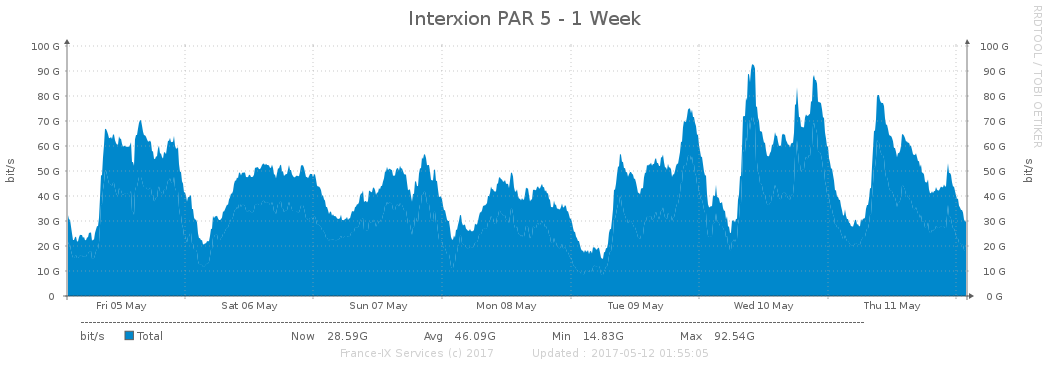 Interxion PAR 5 - 1 Week
RRDTOOL / TOBI OETIKER
bit/s
bit/s
100 G 100 G
90 G 90 G
80 G 80 G
70 G 70 G
60 G 60 G
50 G 50 G
40 G 40 G
30 G 30 G
20 G 20 G
10 G 10 G
0 0 G
Fri 05 May Sat 06 May Sun 07 May Mon 08 May Tue 09 May Wed 10 May Thu 11 May
bit/s Total Now 28.59G Avg 46.09G Min 14.83G Max 92.54G
France-IX Services (c) 2017 Updated : 2017-05-12 01:55:05